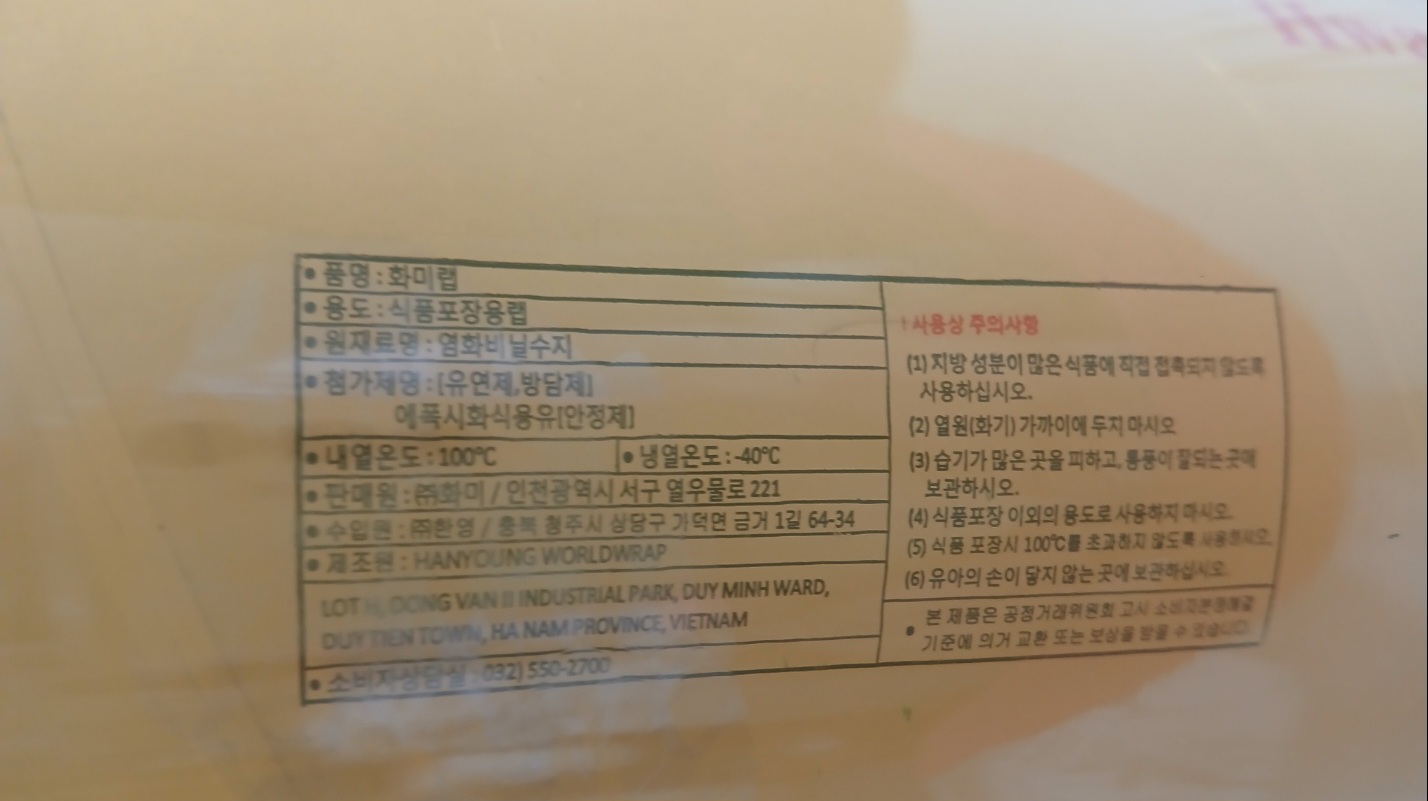 • 품명 : 화미랩
• 용도 : 식품포장용랩
• 원재료명 : 염화비닐수지
• 첨가제명 : [유연제,방담제]
에폭시화식용유[안정제]
• 내열온도 : 100℃ • 냉열온도 : -40℃
• 판매원 : ㈜화미 / 인천광역시 서구 열우물로 221
• 수입원 : ㈜한영 / 충북 청주시 상당구 가덕면 금거 1길 64-34
• 제조원 : HANYOUNG WORLDWRAP
LOT H, DONG VAN II INDUSTRIAL PARK, DUY MINH WARD,
DUY TIEN TOWN, HA NAM PROVINCE, VIETNAM
• 소비자상담실 : 032) 550-2700
! 사용상 주의사항
(1) 지방 성분이 많은 식품에 직접 접촉되지 않도록
사용하십시오.
(2) 열원(화기) 가까이에 두지 마시오
(3) 습기가 많은 곳을 피하고, 통풍이 잘되는 곳에
보관하시오.
(4) 식품포장 이외의 용도로 사용하지 마시오.
(5) 식품 포장시 100℃를 초과하지 않도록 사용하시오.
(6) 유아의 손이 닿지 않는 곳에 보관하십시오.
• 본 제품은 공정거래위원회 고시 소비자분쟁해결
기준에 의거 교환 또는 보상을 받을 수 있습니다.